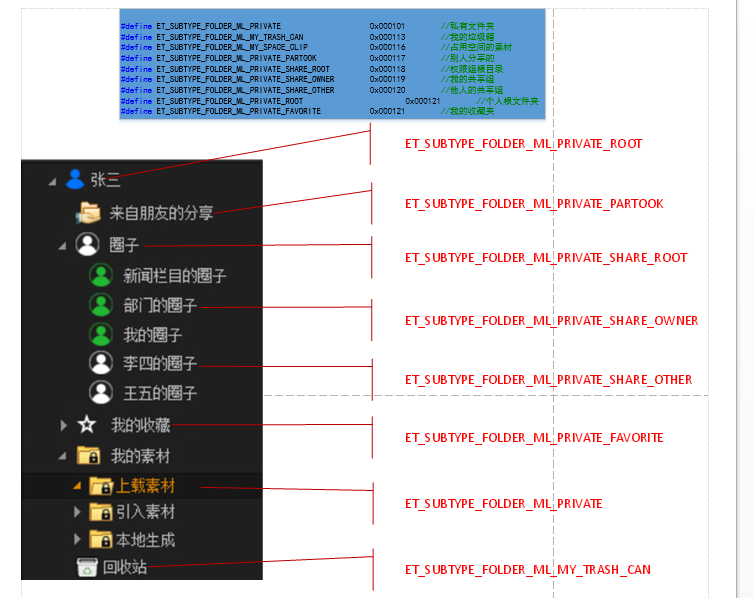 #define ET_SUBTYPE_FOLDER_ML_PRIVATE 0x000101 //私有文件夹
#define ET_SUBTYPE_FOLDER_ML_MY_TRASH_CAN 0x000113 //我的垃圾箱
#define ET_SUBTYPE_FOLDER_ML_MY_SPACE_CLIP 0x000116 //占用空间的素材
#define ET_SUBTYPE_FOLDER_ML_PRIVATE_PARTOOK 0x000117 //别人分享的
#define ET_SUBTYPE_FOLDER_ML_PRIVATE_SHARE_ROOT 0x000118 //权限组根目录
#define ET_SUBTYPE_FOLDER_ML_PRIVATE_SHARE_OWNER 0x000119 //我的共享组
#define ET_SUBTYPE_FOLDER_ML_PRIVATE_SHARE_OTHER 0x000120 //他人的共享组
#define ET_SUBTYPE_FOLDER_ML_PRIVATE_ROOT 0x000121 //个人根文件夹
#define ET_SUBTYPE_FOLDER_ML_PRIVATE_FAVORITE 0x000121 //我的收藏夹
张三
ET_SUBTYPE_FOLDER_ML_PRIVATE_ROOT
来自朋友的分享
ET_SUBTYPE_FOLDER_ML_PRIVATE_PARTOOK
圈子
ET_SUBTYPE_FOLDER_ML_PRIVATE_SHARE_ROOT
新闻栏目的圈子
部门的圈子
ET_SUBTYPE_FOLDER_ML_PRIVATE_SHARE_OWNER
我的圈子
李四的圈子
ET_SUBTYPE_FOLDER_ML_PRIVATE_SHARE_OTHER
王五的圈子
我的收藏
ET_SUBTYPE_FOLDER_ML_PRIVATE_FAVORITE
我的素材
上载素材
ET_SUBTYPE_FOLDER_ML_PRIVATE
引入素材
本地生成
回收站
ET_SUBTYPE_FOLDER_ML_MY_TRASH_CAN